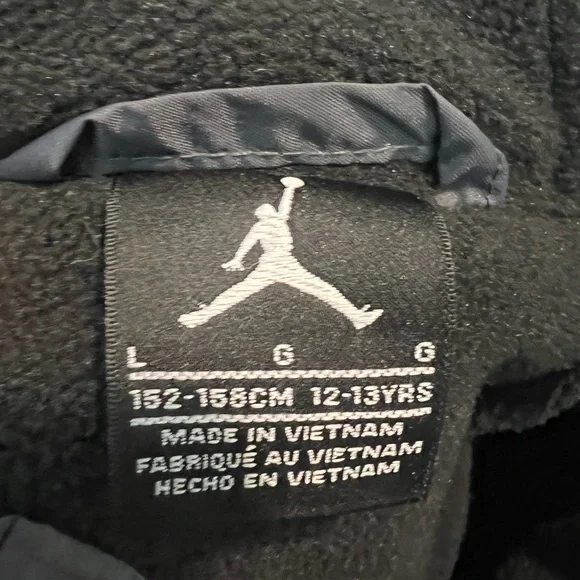 L G G
152-158CM 12-13YRS
MADE IN VIETNAM
FABRIQUÉ AU VIETNAM
HECHO EN VIETNAM